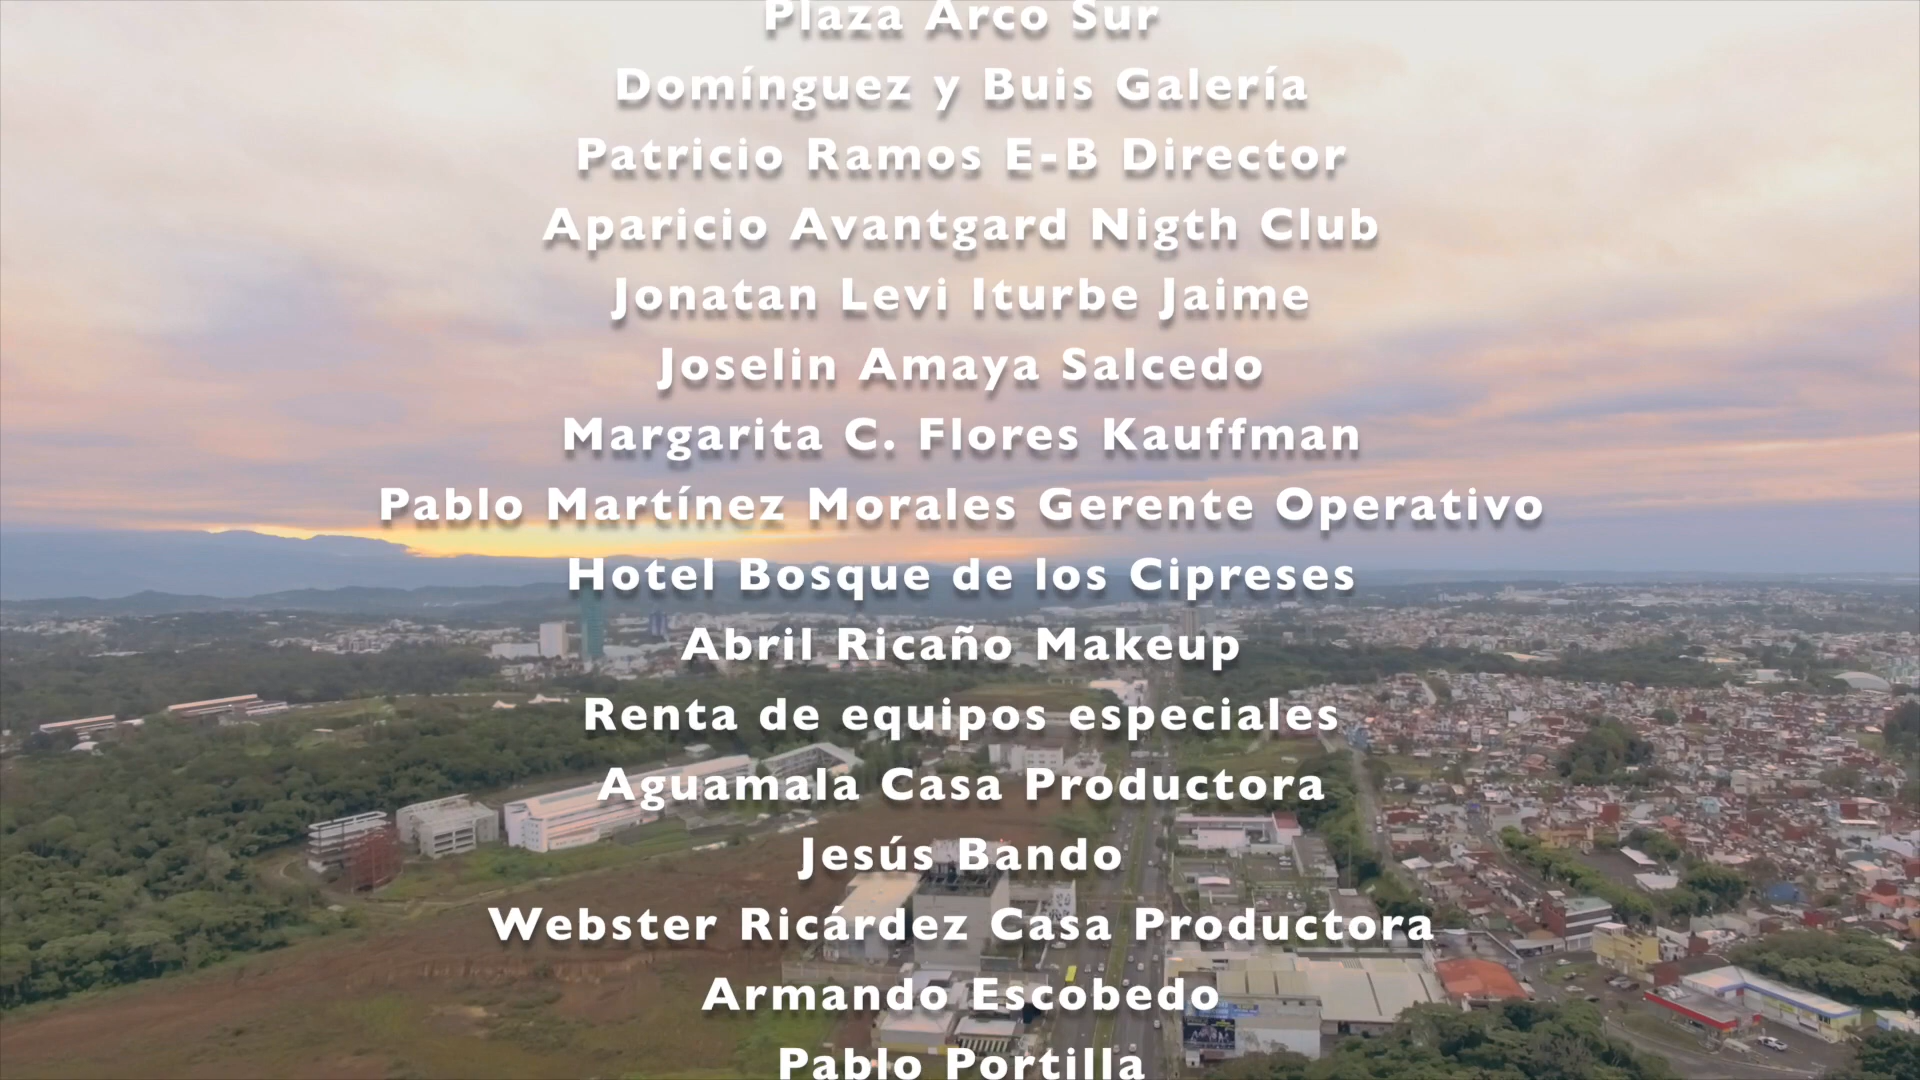 Plaza Arco Sur
Domínguez y Buis Galería
Patricio Ramos E-B Director
Aparicio Avantgard Nigth Club
Jonatan Levi Iturbe Jaime
Joselin Amaya Salcedo
Margarita C. Flores Kauffman
Pablo Martínez Morales Gerente Operativo
Hotel Bosque de los Cipreses
Abril Ricaño Makeup
Renta de equipos especiales
Aguamala Casa Productora
Jesús Bando
Webster Ricárdez Casa Productora
Armando Escobedo
Pablo Portilla